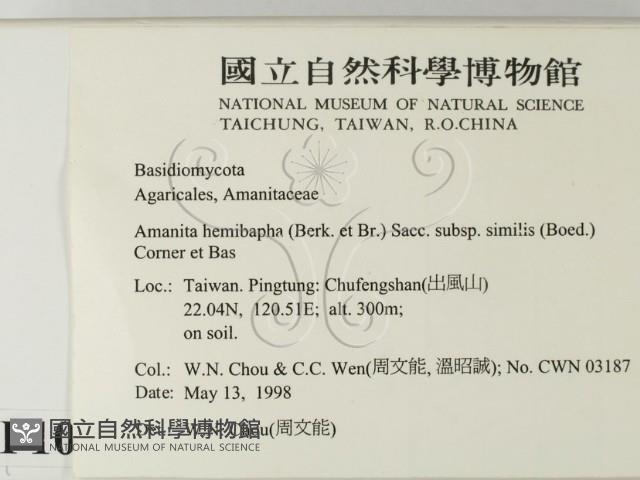 國立自然科學博物館
NATIONAL MUSEUM OF NATURAL SCIENCE
TAICHUNG, TAIWAN, R.O.CHINA
Basidiomycota
Agaricales, Amanitaceae
Amanita hemibapha (Berk. et Br.) Sacc. subsp. similis (Boed.)
Corner et Bas
Loc.: Taiwan. Pingtung: Chufengshan(出風山)
22.04N, 120.51E; alt. 300m;
on soil.
Col.: W.N. Chou & C.C. Wen(周文能, 溫昭誠); No. CWN 03187
Date: May 13, 1998
(周文能)
國立自然科學博物館
NATIONAL MUSEUM OF NATURAL SCIENCE